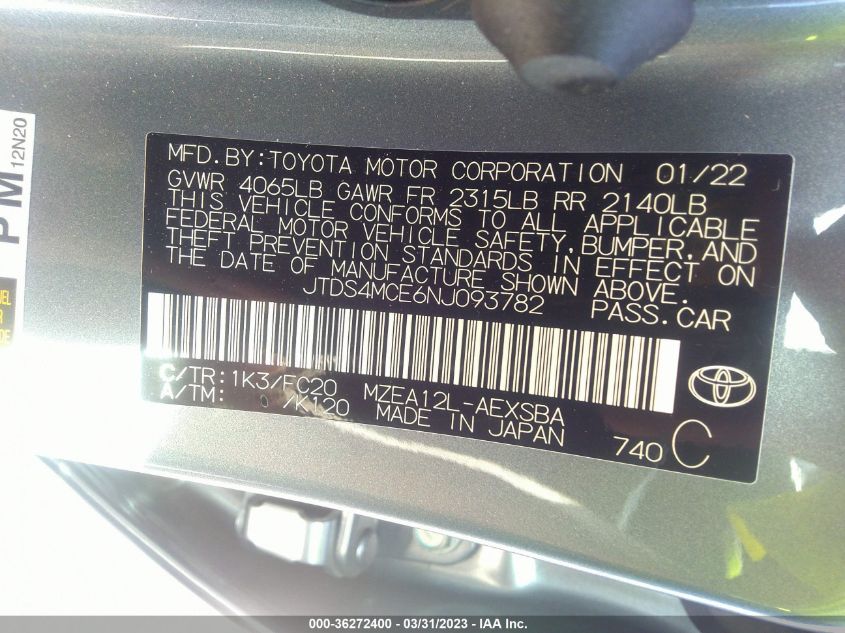 PM
12N20
MFD.BY:TOYOTA MOTOR CORPORATION 01/22
GVWR 4065LB GAWR FR 2315LB RR 2140LB
THIS VEHICLE CONFORMS TO ALL APPLICABLE
FEDERAL MOTOR VEHICLE SAFETY,BUMPER,AND
THEFT PREVENTION STANDARDS IN EFFECT ON
THE DATE OF MANUFACTURE SHOWN ABOVE.
JTDS4MCE6NJ093782 PASS.CAR
C/TR:1K3/FC20 MZEA12L-AEXSBA
A/TM: /K120 MADE IN JAPAN
740 C
000-36272400 - 03/31/2023 - IAA Inc.